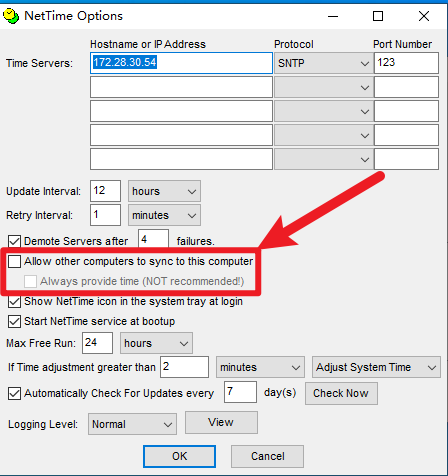 NetTime Options
Hostname or IP Address Protocol Port Number
Time Servers: 172.28.30.54 SNTP 123
Update Interval: 12 hours
Retry Interval: 1 minutes
Demote Servers after 4 failures.
Allow other computers to sync to this computer
Always provide time (NOT recommended!)
Show NetTime icon in the system tray at login
Start NetTime service at bootup
Max Free Run: 24 hours
If Time adjustment greater than 2 minutes Adjust System Time
Automatically Check For Updates every 7 day(s) Check Now
Logging Level: Normal View
OK Cancel